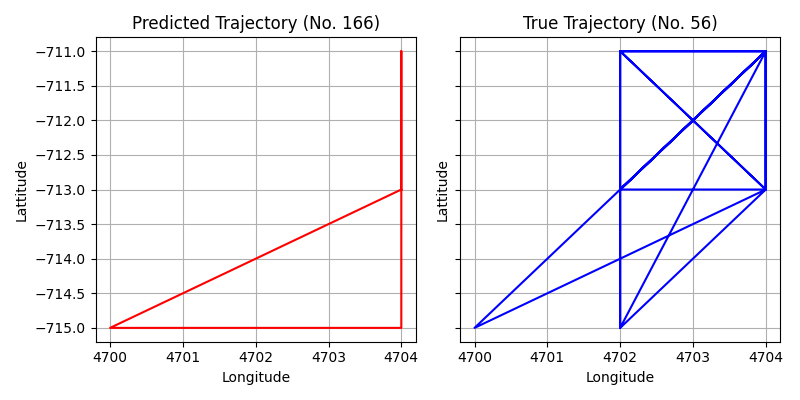 Predicted Trajectory (No. 166)
True Trajectory (No. 56)
Lattitude
−711.0
−711.5
−712.0
−712.5
−713.0
−713.5
−714.0
−714.5
−715.0
4700 4701 4702 4703 4704
Longitude
Lattitude
4700 4701 4702 4703 4704
Longitude